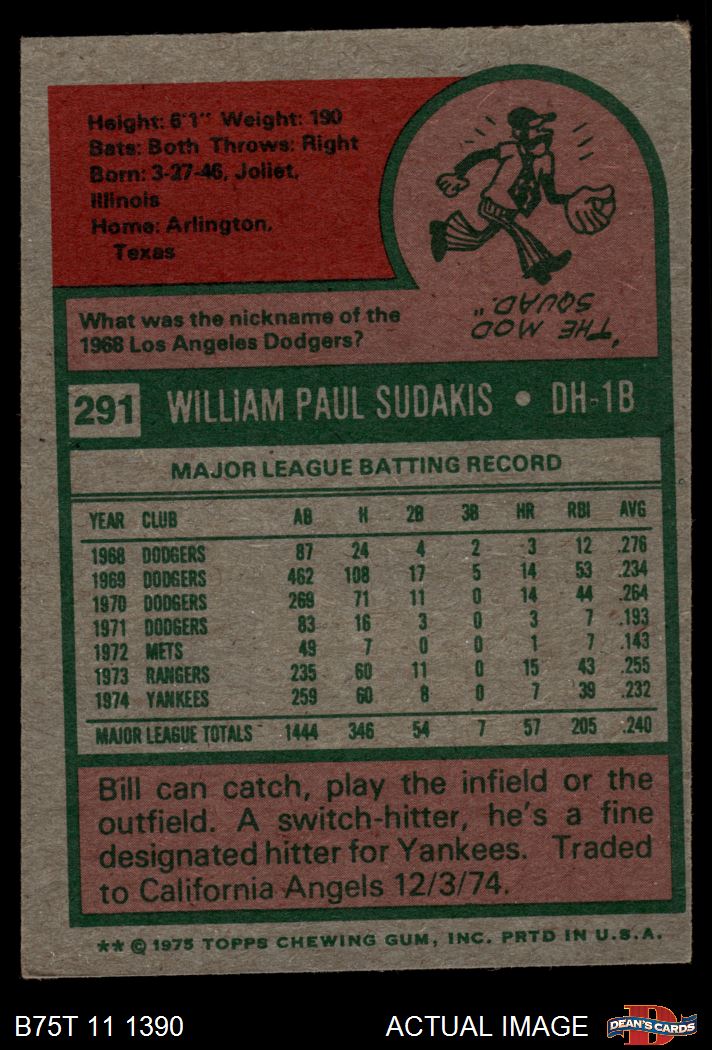 Height: 6'1" Weight: 190
Bats: Both Throws: Right
Born: 3-27-46, Joliet,
Illinois
Home: Arlington,
Texas
What was the nickname of the
1968 Los Angeles Dodgers?
"THE MOD
SQUAD."
291 WILLIAM PAUL SUDAKIS • DH-1B
MAJOR LEAGUE BATTING RECORD
YEAR CLUB AB H 2B 3B HR RBI AVG
1968 DODGERS 87 24 4 2 3 12 .276
1969 DODGERS 462 108 17 5 14 53 .234
1970 DODGERS 269 71 11 0 14 44 .264
1971 DODGERS 83 16 3 0 3 7 .193
1972 METS 49 7 0 0 1 7 .143
1973 RANGERS 235 60 11 0 15 43 .255
1974 YANKEES 259 60 8 0 7 39 .232
MAJOR LEAGUE TOTALS 1444 346 54 7 57 205 .240
Bill can catch, play the infield or the
outfield. A switch-hitter, he's a fine
designated hitter for Yankees. Traded
to California Angels 12/3/74.
** © 1975 TOPPS CHEWING GUM, INC. PRTD IN U.S.A.
B75T 11 1390 ACTUAL IMAGE
D
DEAN'S CARDS